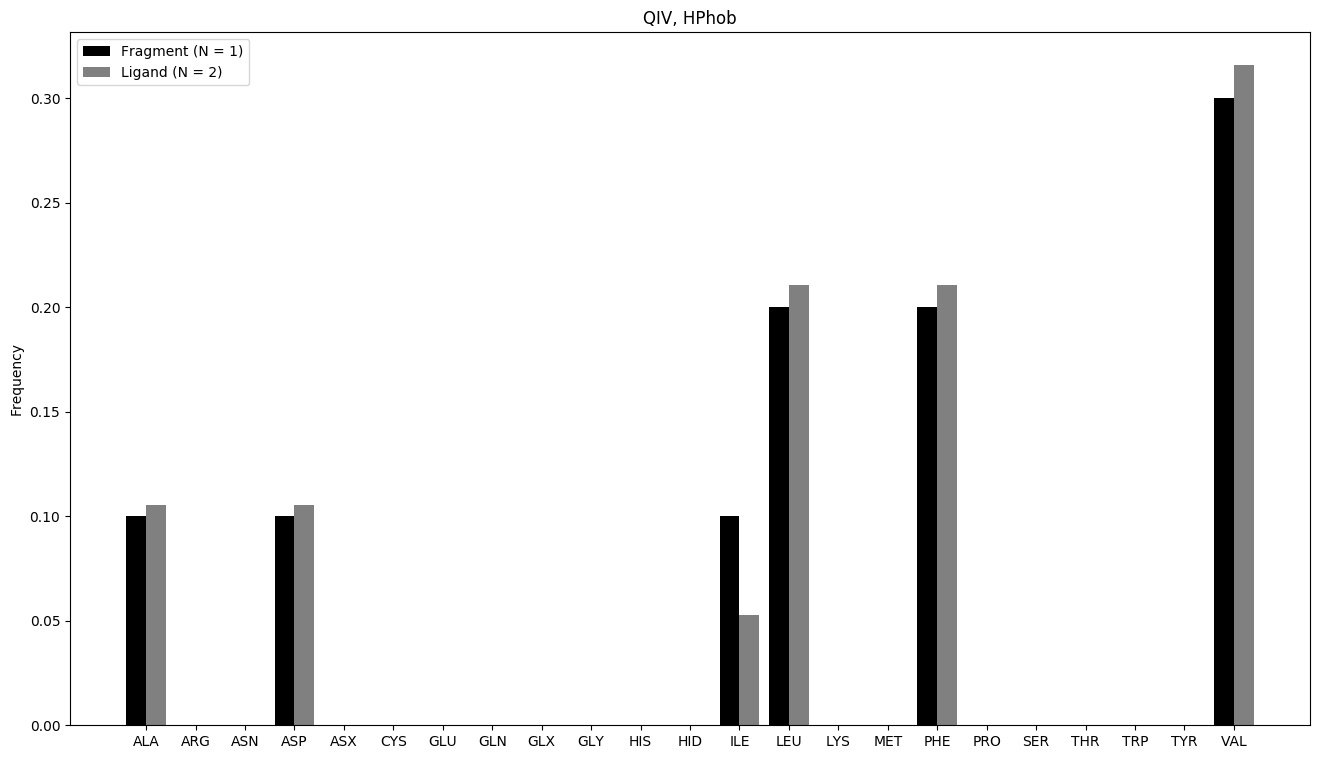 QIV, HPhob
Fragment (N = 1)
Ligand (N = 2)
Frequency
0.30
0.25
0.20
0.15
0.10
0.05
0.00
ALA ARG ASN ASP ASX CYS GLU GLN GLX GLY HIS HID ILE LEU LYS MET PHE PRO SER THR TRP TYR VAL